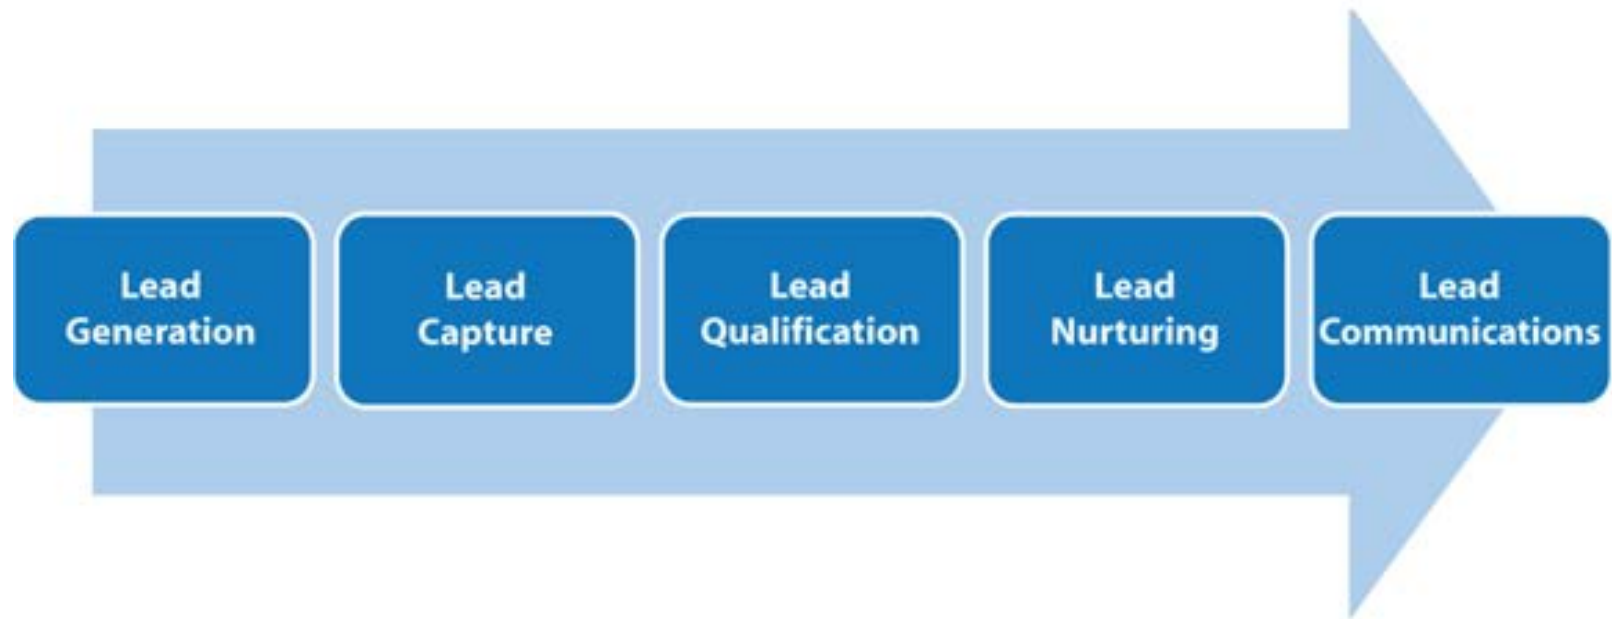 Lead
Generation
Lead
Capture
Lead
Qualification
Lead
Nurturing
Lead
Communications